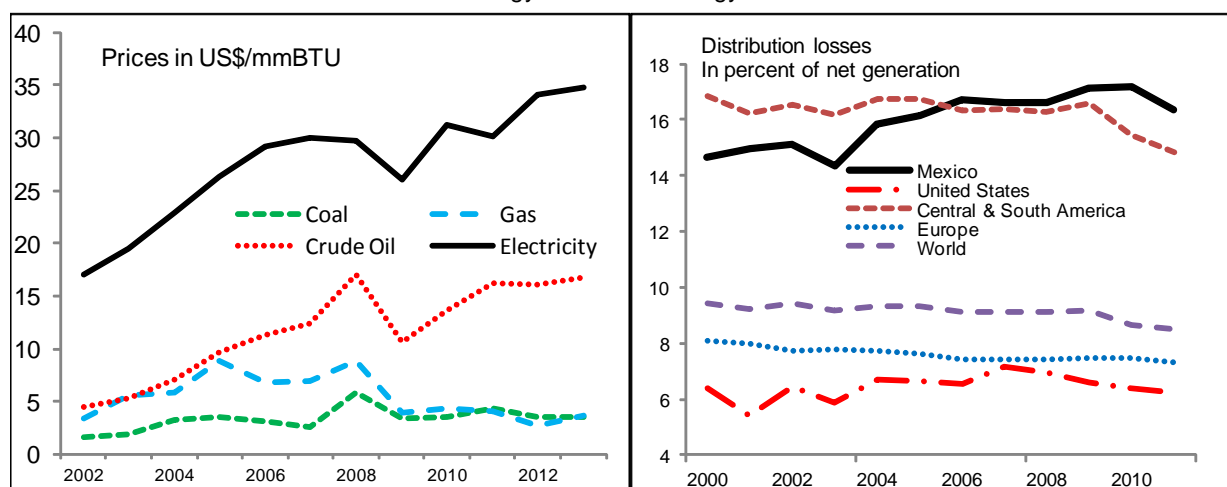 Prices in US$/mmBTU
40
35
30
25
20
15
10
5
0
Coal
Gas
Crude Oil
Electricity
2002 2004 2006 2008 2010 2012
Distribution losses
In percent of net generation
18
16
14
12
10
8
6
4
Mexico
United States
Central & South America
Europe
World
2000 2002 2004 2006 2008 2010